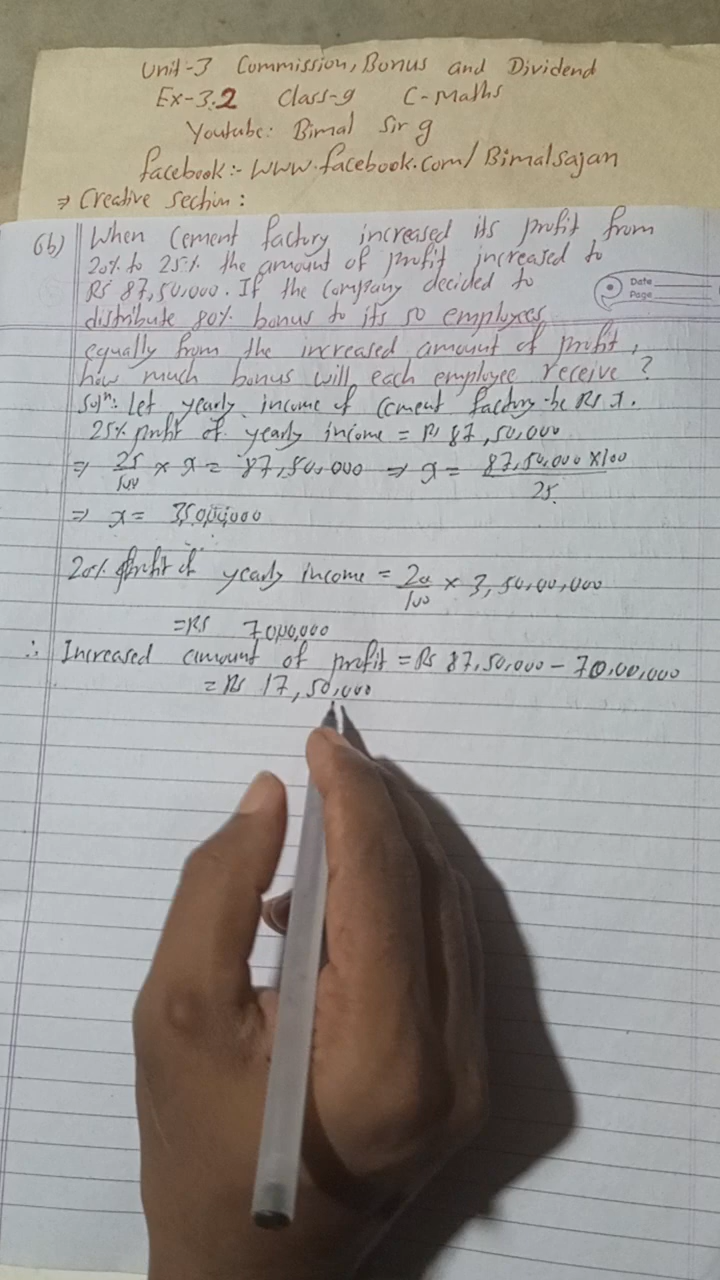 Unit-3 Commission, Bonus and Dividend
Ex-3.2 Class-9 C-Maths
Youtube: Bimal Sir g
facebook:- www.facebook.com/Bimalsajan
⇒ Creative Section:
6b) When Cement factory increased its profit from
20% to 25% the amount of profit increased to
RS 87,50,000. If the Company decided to
Date
Page
distribute 80% bonus to its 50 employees
equally from the increased amount of profit,
how much bonus will each employee receive?
Solⁿ: Let yearly income of cement factory be Rs x.
25% profit of yearly income = Rs 87,50,000
⇒ 25/100 × x = 87,50,000 ⇒ x = 87,50,000 × 100 / 25
⇒ x = 35000000
20% profit of yearly income = 20/100 × 3,50,00,000
= RS 7000,000
∴ Increased amount of profit = Rs 87,50,000 - 70,00,000
= Rs 17,50,000